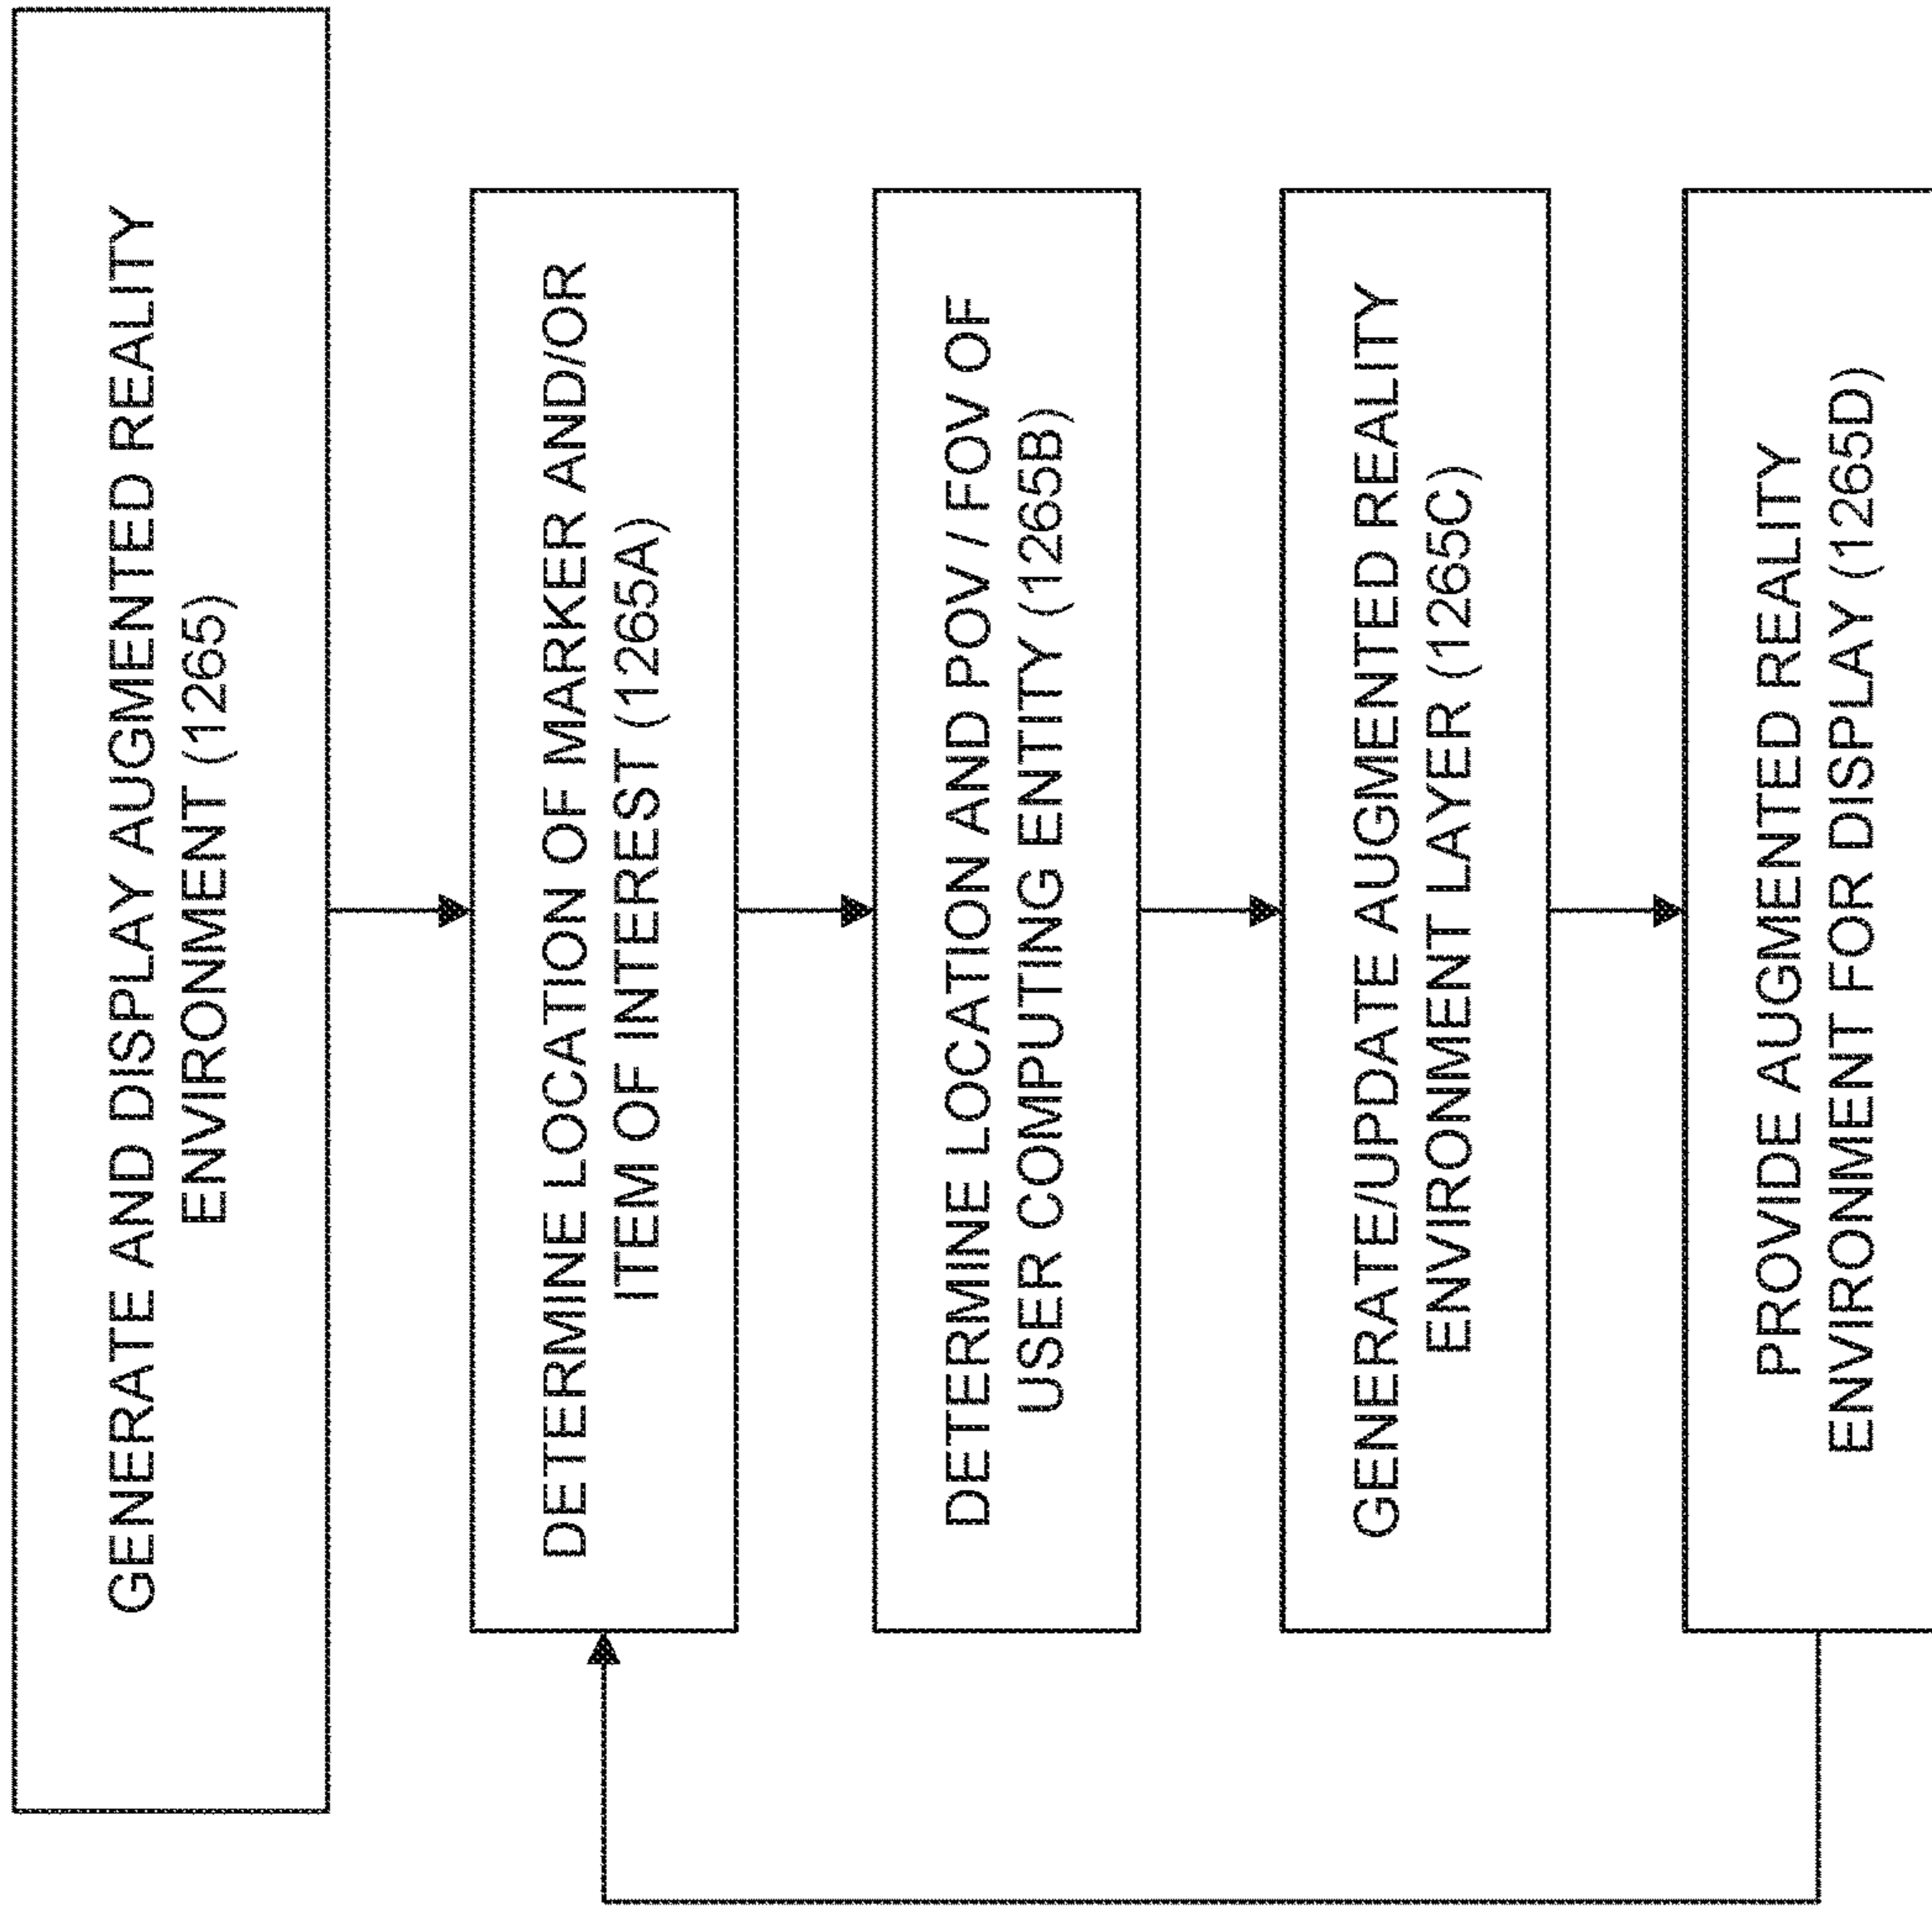 GENERATE AND DISPLAY AUGMENTED REALITY
ENVIRONMENT (1265)
DETERMINE LOCATION OF MARKER AND/OR
ITEM OF INTEREST (1265A)
DETERMINE LOCATION AND POV / FOV OF
USER COMPUTING ENTITY (1265B)
GENERATE/UPDATE AUGMENTED REALITY
ENVIRONMENT LAYER (1265C)
PROVIDE AUGMENTED REALITY
ENVIRONMENT FOR DISPLAY (1265D)